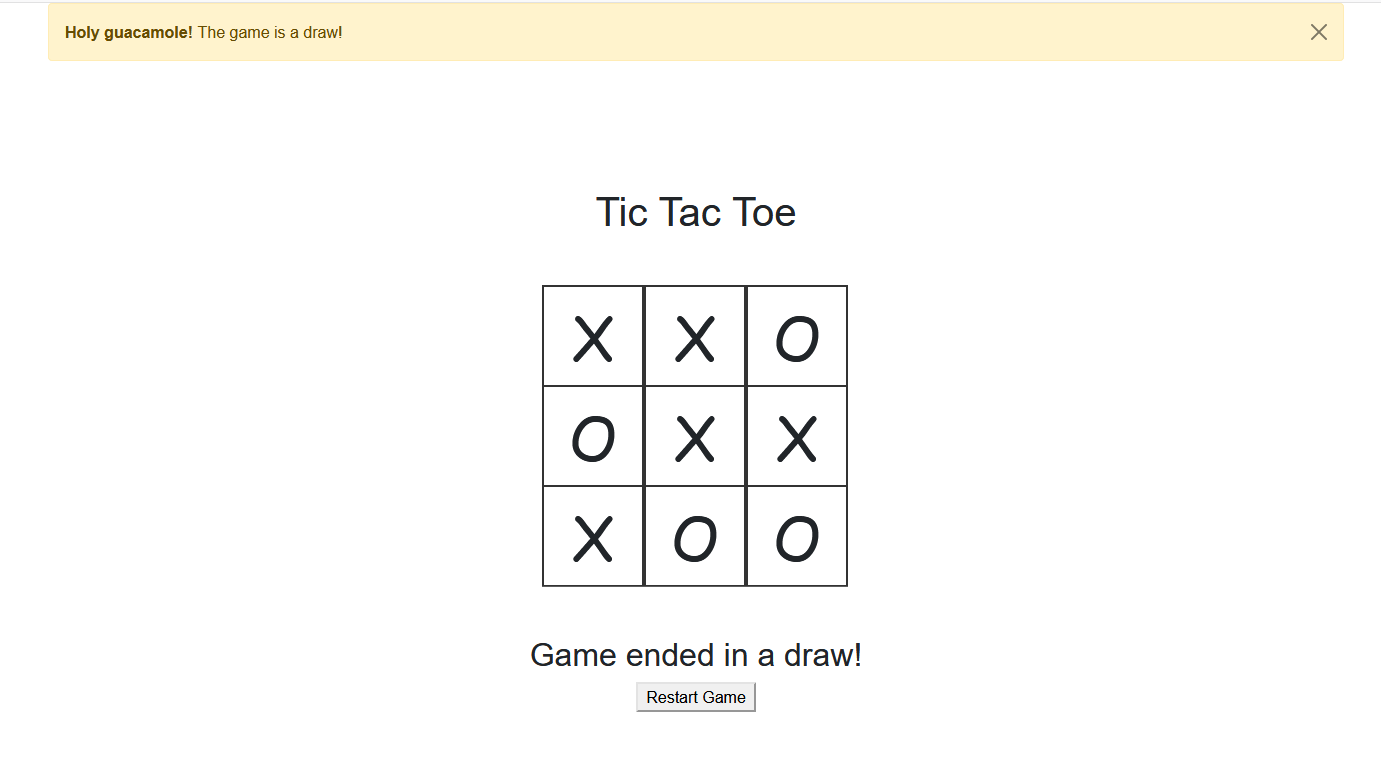 Holy guacamole! The game is a draw!
Tic Tac Toe
X X O
O X X
X O O
Game ended in a draw!
Restart Game